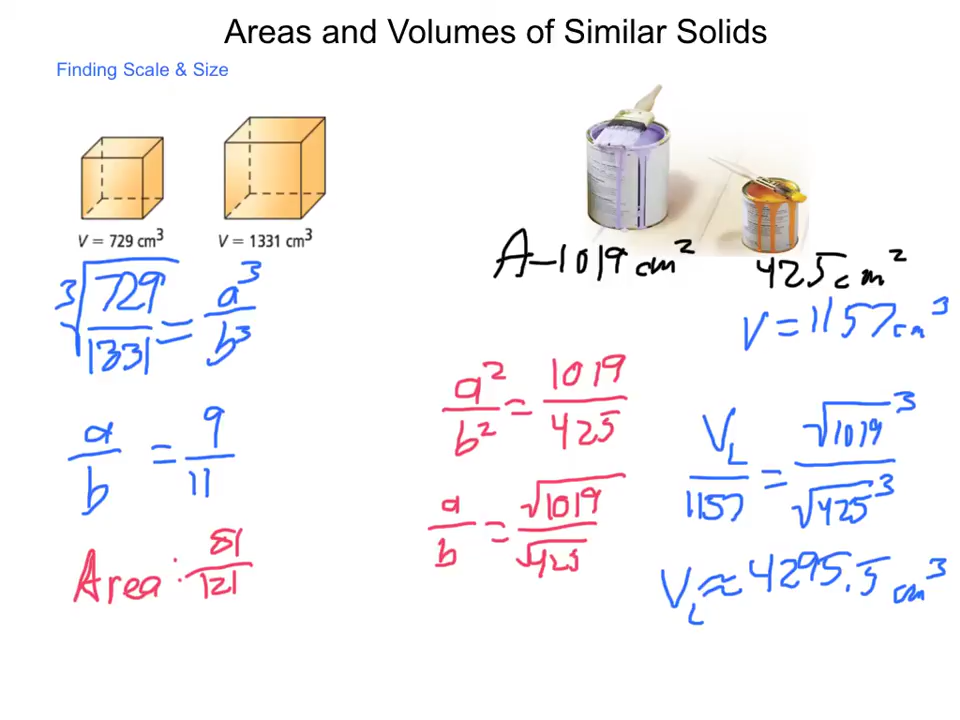 Areas and Volumes of Similar Solids
Finding Scale & Size
V = 729 cm³
V = 1331 cm³
∛(729/1331) = a³/b³
a/b = 9/11
Area: 81/121
A-1019 cm²
425 cm²
V = 1157 cm³
a²/b² = 1019/425
a/b = √1019/√425
V_L/1157 = √1019³/√425³
V_L ≈ 4295.5 cm³